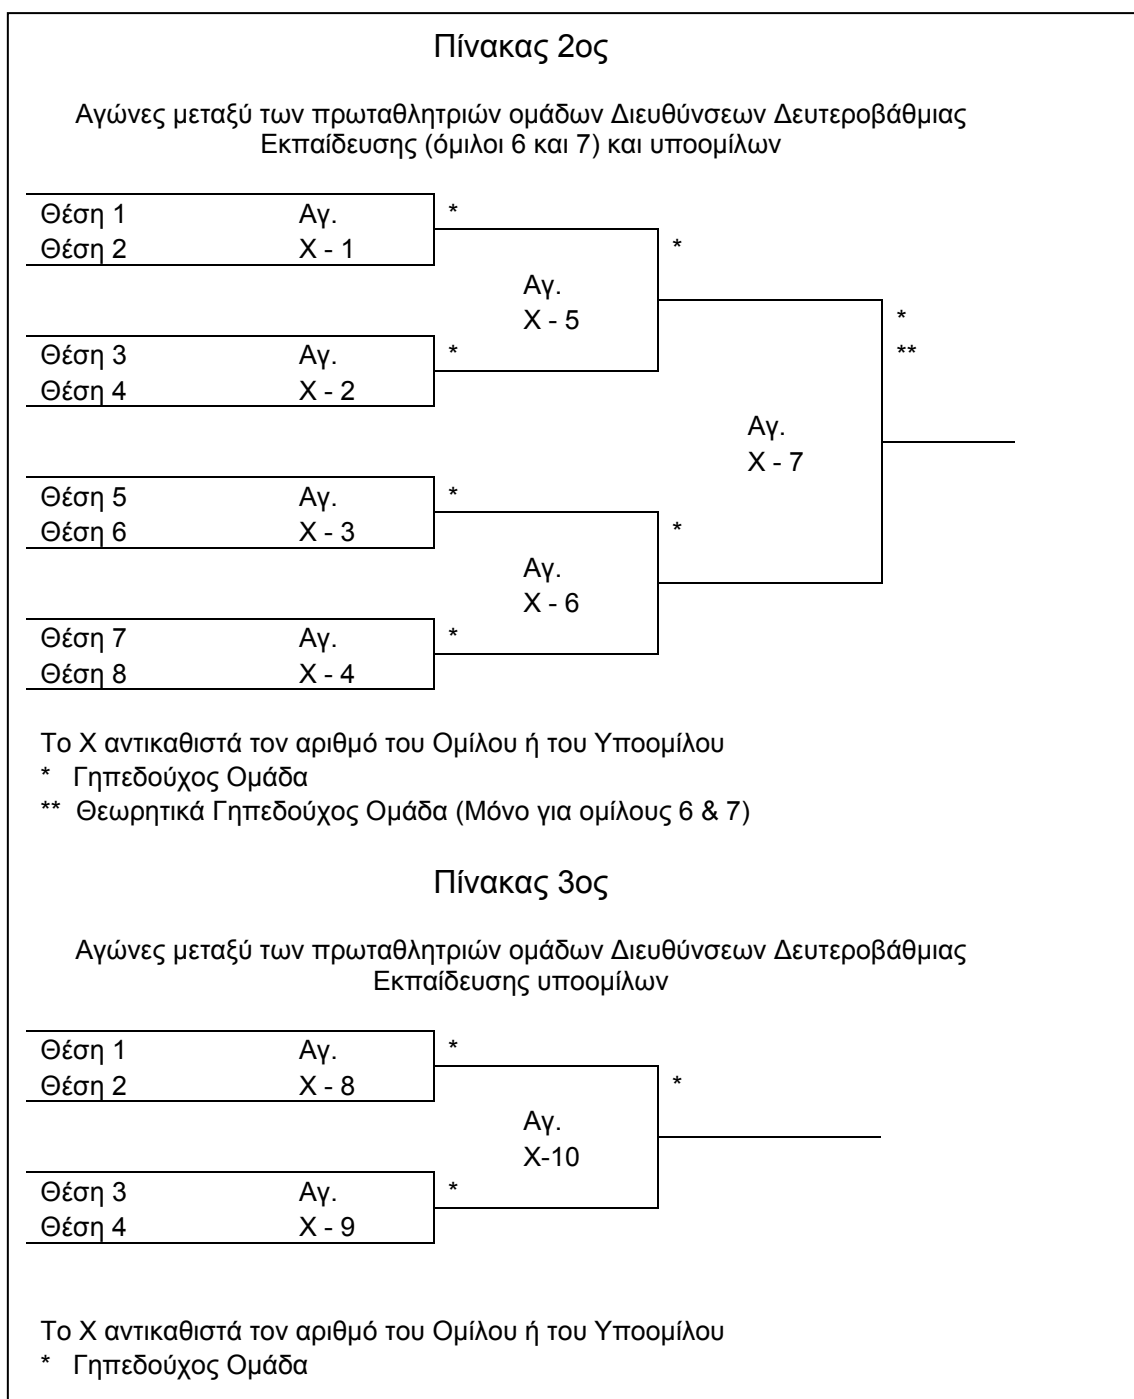 Πίνακας 2ος
Αγώνες μεταξύ των πρωταθλητριών ομάδων Διευθύνσεων Δευτεροβάθμιας
Εκπαίδευσης (όμιλοι 6 και 7) και υποομίλων
Θέση 1 Αγ. *
Θέση 2 Χ - 1 *
Αγ.
Χ - 5 *
Θέση 3 Αγ. * **
Θέση 4 Χ - 2
Αγ.
Χ - 7
Θέση 5 Αγ. *
Θέση 6 Χ - 3 *
Αγ.
Χ - 6
Θέση 7 Αγ. *
Θέση 8 Χ - 4
Το Χ αντικαθιστά τον αριθμό του Ομίλου ή του Υποομίλου
* Γηπεδούχος Ομάδα
** Θεωρητικά Γηπεδούχος Ομάδα (Μόνο για ομίλους 6 & 7)
Πίνακας 3ος
Αγώνες μεταξύ των πρωταθλητριών ομάδων Διευθύνσεων Δευτεροβάθμιας
Εκπαίδευσης υποομίλων
Θέση 1 Αγ. *
Θέση 2 Χ - 8 *
Αγ.
Χ-10
Θέση 3 Αγ. *
Θέση 4 Χ - 9
Το Χ αντικαθιστά τον αριθμό του Ομίλου ή του Υποομίλου
* Γηπεδούχος Ομάδα